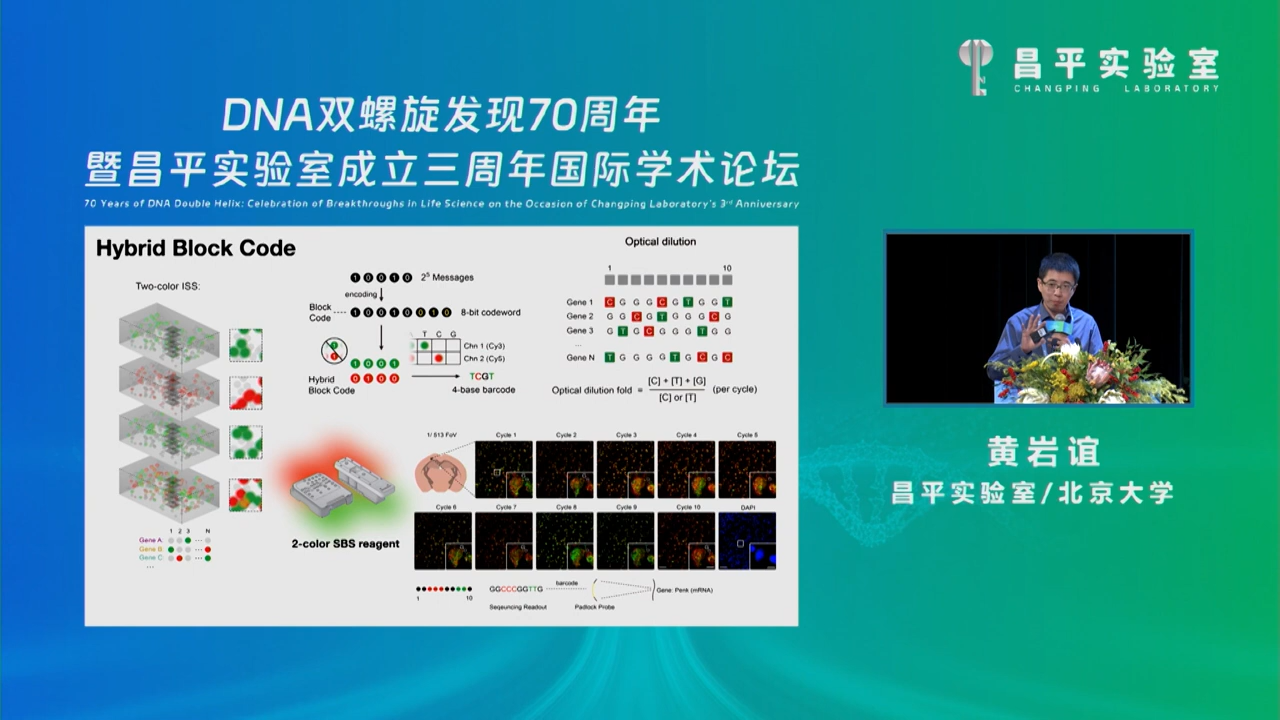 昌平实验室
CHANGPING LABORATORY
DNA双螺旋发现70周年
暨昌平实验室成立三周年国际学术论坛
70 Years of DNA Double Helix: Celebration of Breakthroughs in Life Science on the Occasion of Changping Laboratory's 3rd Anniversary
Hybrid Block Code
Two-color ISS:
1 2 3 N
Gene A:
Gene B:
Gene C:
...
1 0 0 1 0 2⁵ Messages
encoding
Block Code 1 0 0 1 0 0 1 0 8-bit codeword
T C G
Chn 1 (Cy3)
Chn 2 (Cy5)
1 0 0 1
0 1 0 0
Hybrid Block Code
TCGT
4-base barcode
2-color SBS reagent
Optical dilution
1 10
Gene 1 C G G G C G T G G T
Gene 2 G G C G T G G G C G
Gene 3 G T G C G G G T G G
...
Gene N T G G G G T G C G C
Optical dilution fold = [C] + [T] + [G] / [C] or [T] (per cycle)
1/ 513 FoV
Cycle 1 Cycle 2 Cycle 3 Cycle 4 Cycle 5
Cycle 6 Cycle 7 Cycle 8 Cycle 9 Cycle 10 DAPI
1 10
GGCCCGGTTG
Seqeuncing Readout
barcode
Padlock Probe
Gene: Penk (mRNA)
黄岩谊
昌平实验室/北京大学